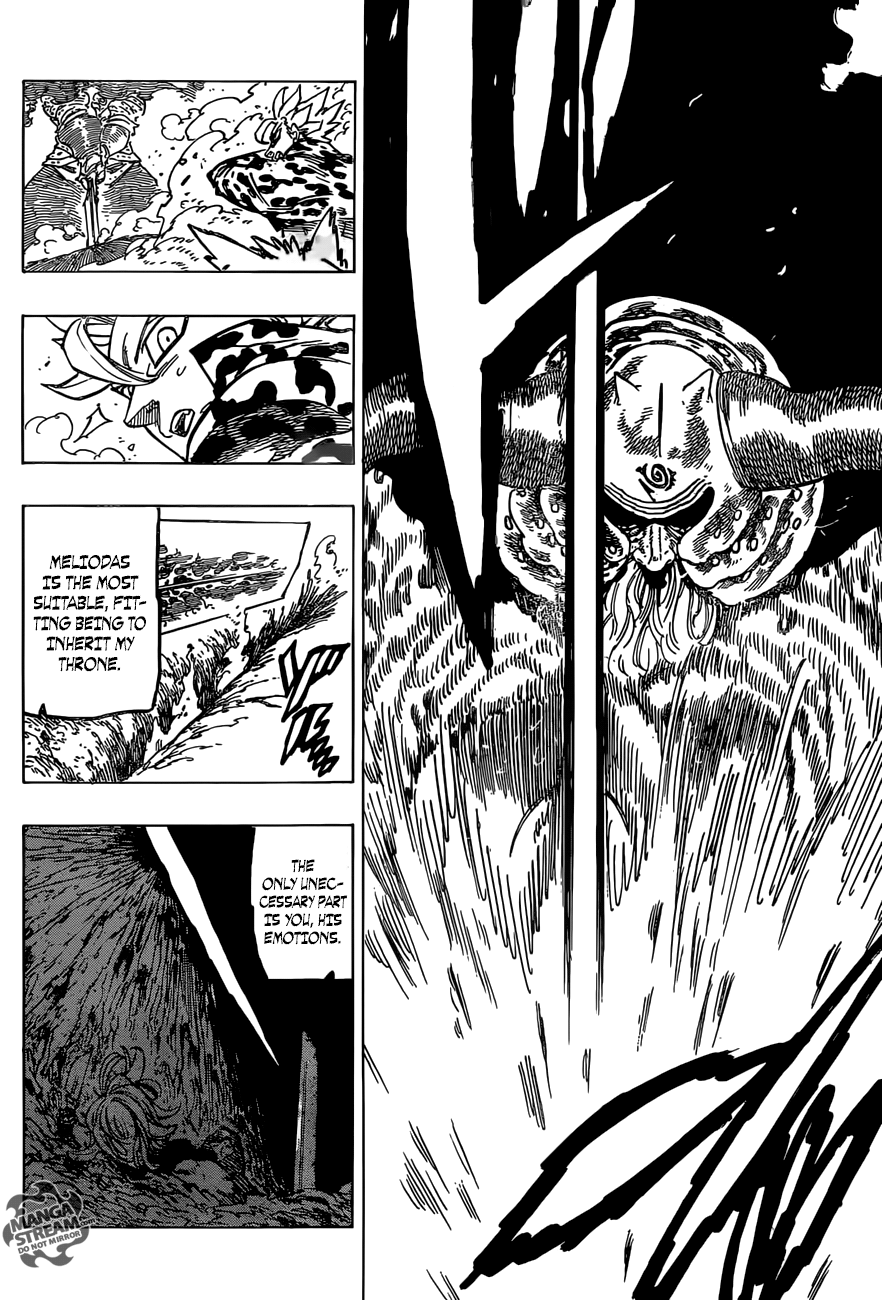 MELIODAS
IS THE MOST
SUITABLE, FIT-
TING BEING TO
INHERIT MY
THRONE.
THE
ONLY UNEC-
CESSARY PART
IS YOU, HIS
EMOTIONS.
MANGA
STREAM.com
DO NOT MIRROR